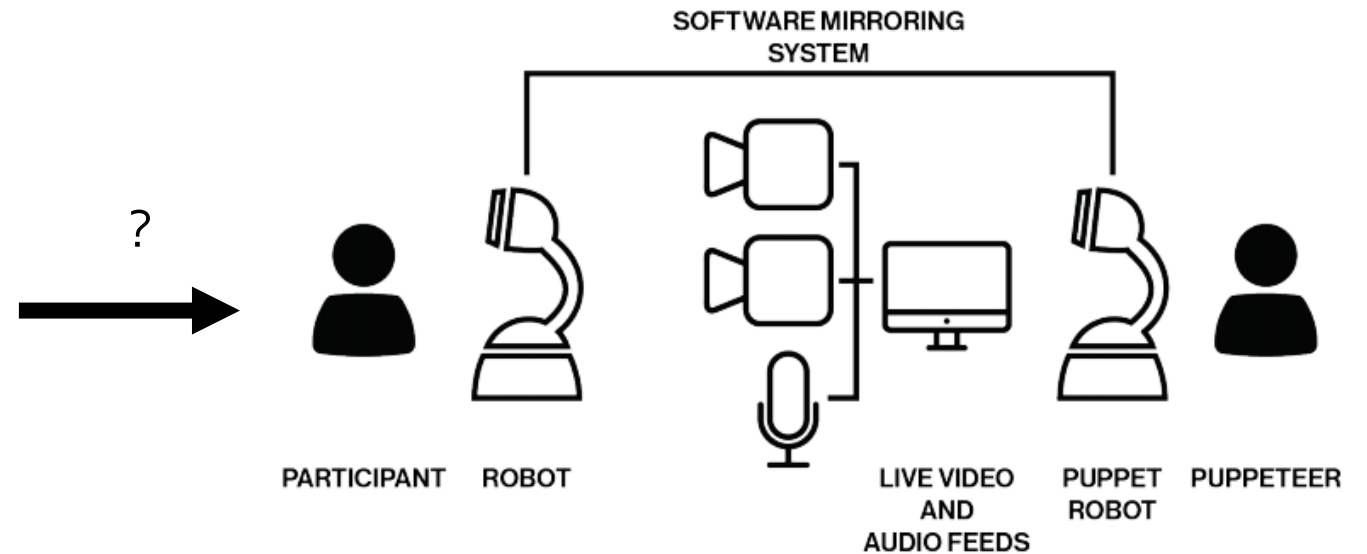 SOFTWARE MIRRORING
SYSTEM
?
PARTICIPANT
ROBOT
LIVE VIDEO
AND
AUDIO FEEDS
PUPPET
ROBOT
PUPPETEER